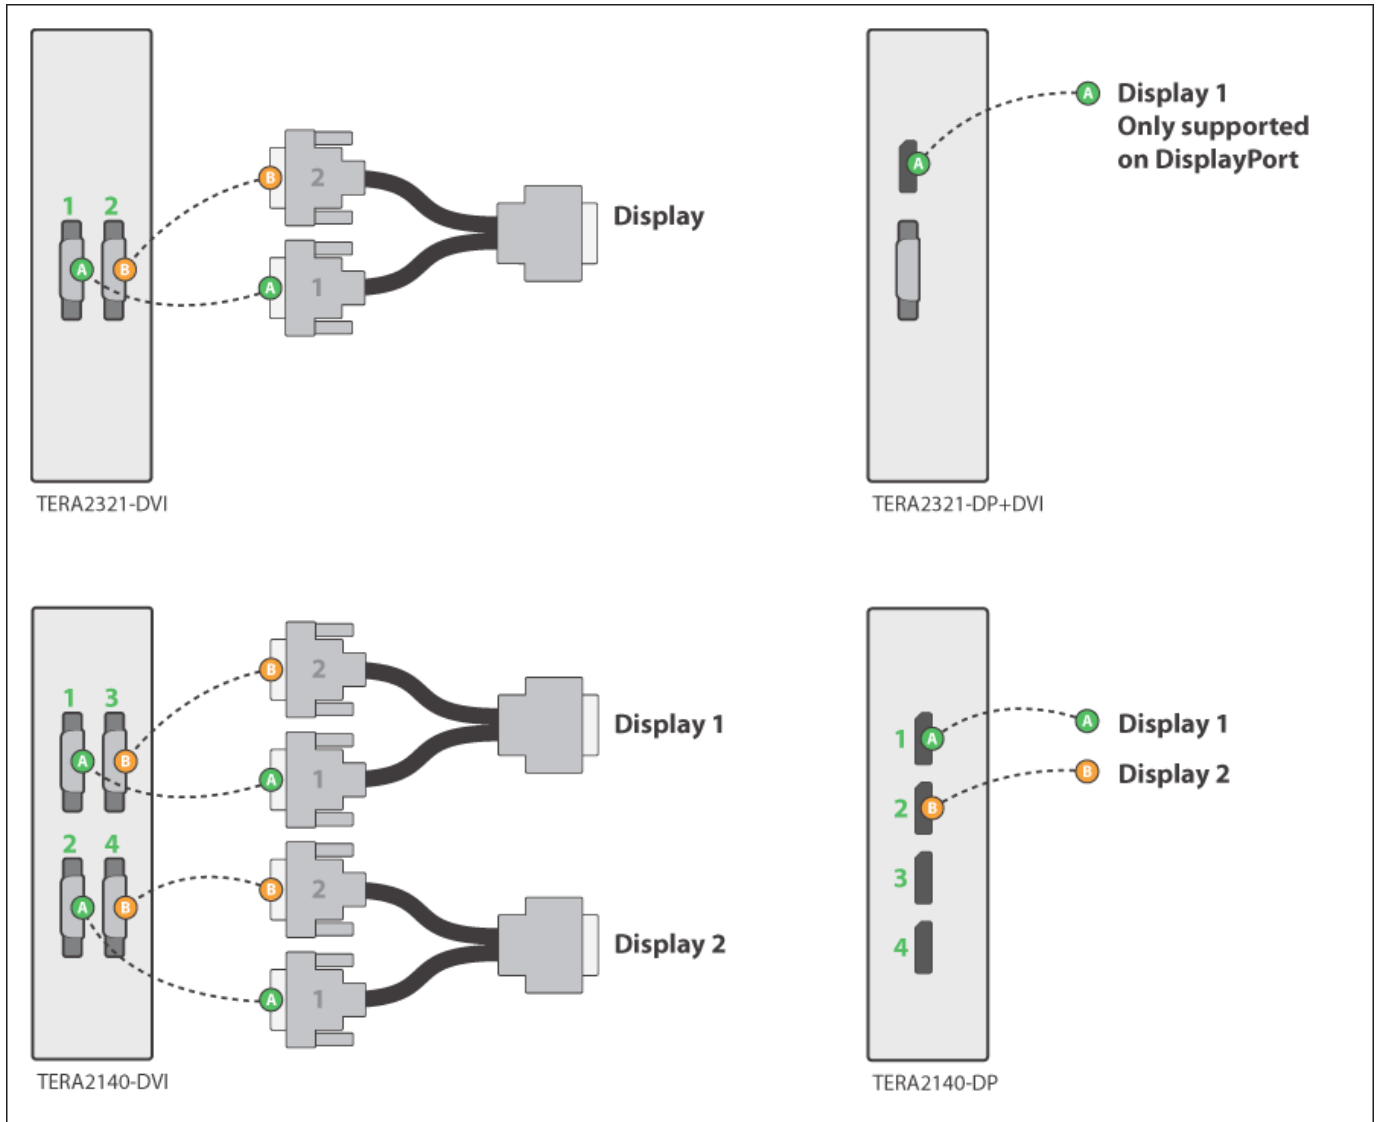 1 2
A B
B 2
A 1
Display
TERA2321-DVI
A
A Display 1
Only supported
on DisplayPort
TERA2321-DP+DVI
1 3
A B
2 4
A B
B 2
A 1
Display 1
B 2
A 1
Display 2
TERA2140-DVI
1 A
2 B
3
4
A Display 1
B Display 2
TERA2140-DP